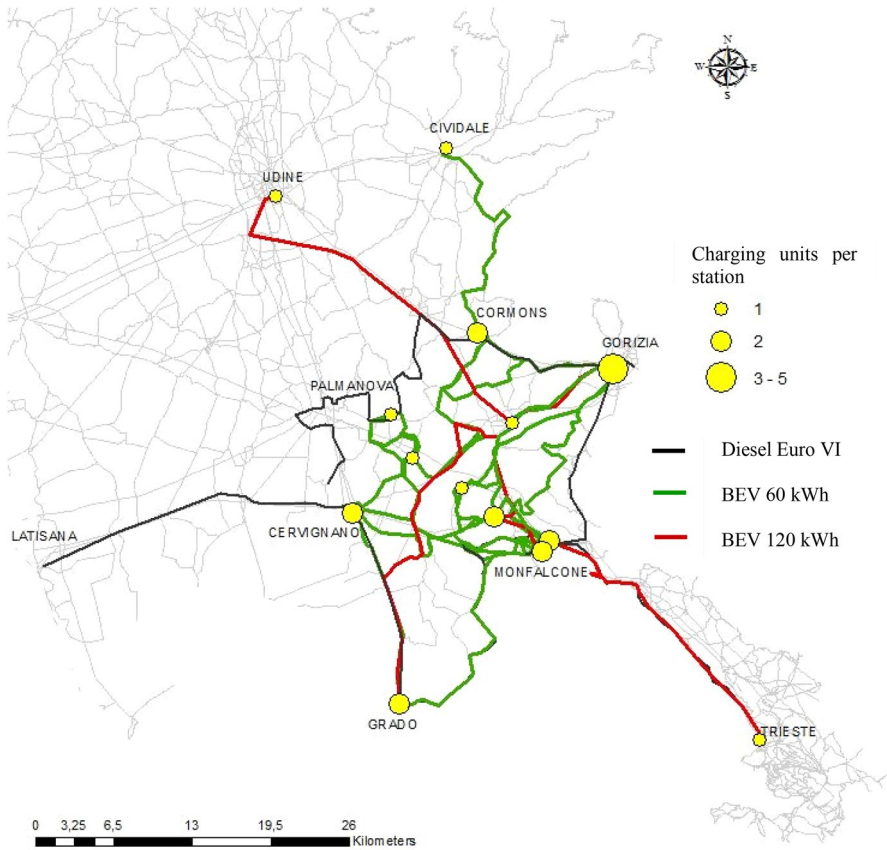 N
W E
S
CIVIDALE
UDINE
Charging units per
station
1
2
3 - 5
CORMONS
GORIZIA
PALMANOVA
Diesel Euro VI
BEV 60 kWh
BEV 120 kWh
LATISANA
CERVIGNANO
MONFALCONE
GRADO
TRIESTE
0 3,25 6,5 13 19,5 26
Kilometers